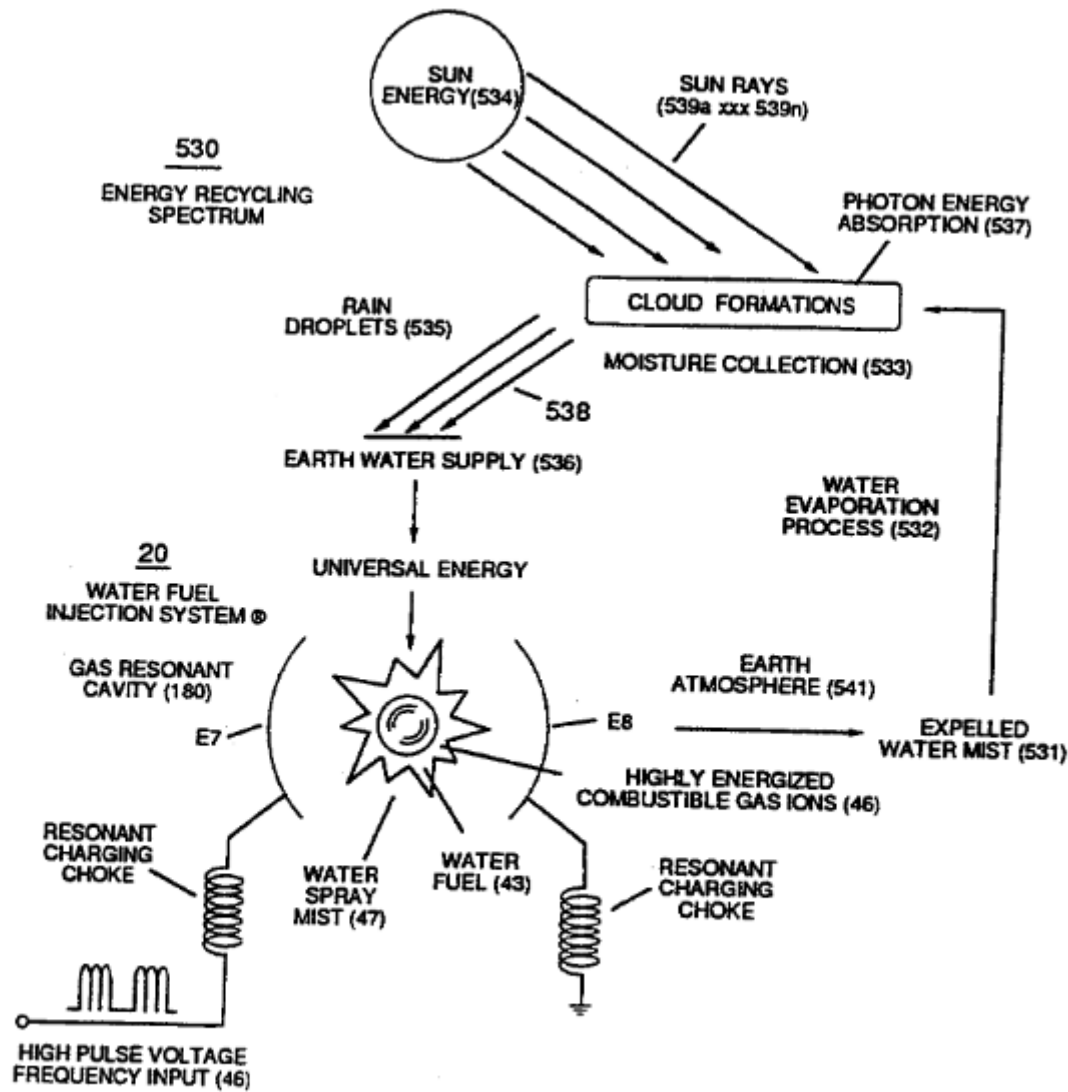 SUN
ENERGY(534)
SUN RAYS
(539a xxx 539n)
530
ENERGY RECYCLING
SPECTRUM
PHOTON ENERGY
ABSORPTION (537)
RAIN
DROPLETS (535)
CLOUD FORMATIONS
MOISTURE COLLECTION (533)
538
EARTH WATER SUPPLY (536)
WATER
EVAPORATION
PROCESS (532)
UNIVERSAL ENERGY
20
WATER FUEL
INJECTION SYSTEM ®
GAS RESONANT
CAVITY (180)
E7
E8
EARTH
ATMOSPHERE (541)
EXPELLED
WATER MIST (531)
HIGHLY ENERGIZED
COMBUSTIBLE GAS IONS (46)
RESONANT
CHARGING
CHOKE
WATER
SPRAY
MIST (47)
WATER
FUEL (43)
RESONANT
CHARGING
CHOKE
HIGH PULSE VOLTAGE
FREQUENCY INPUT (46)